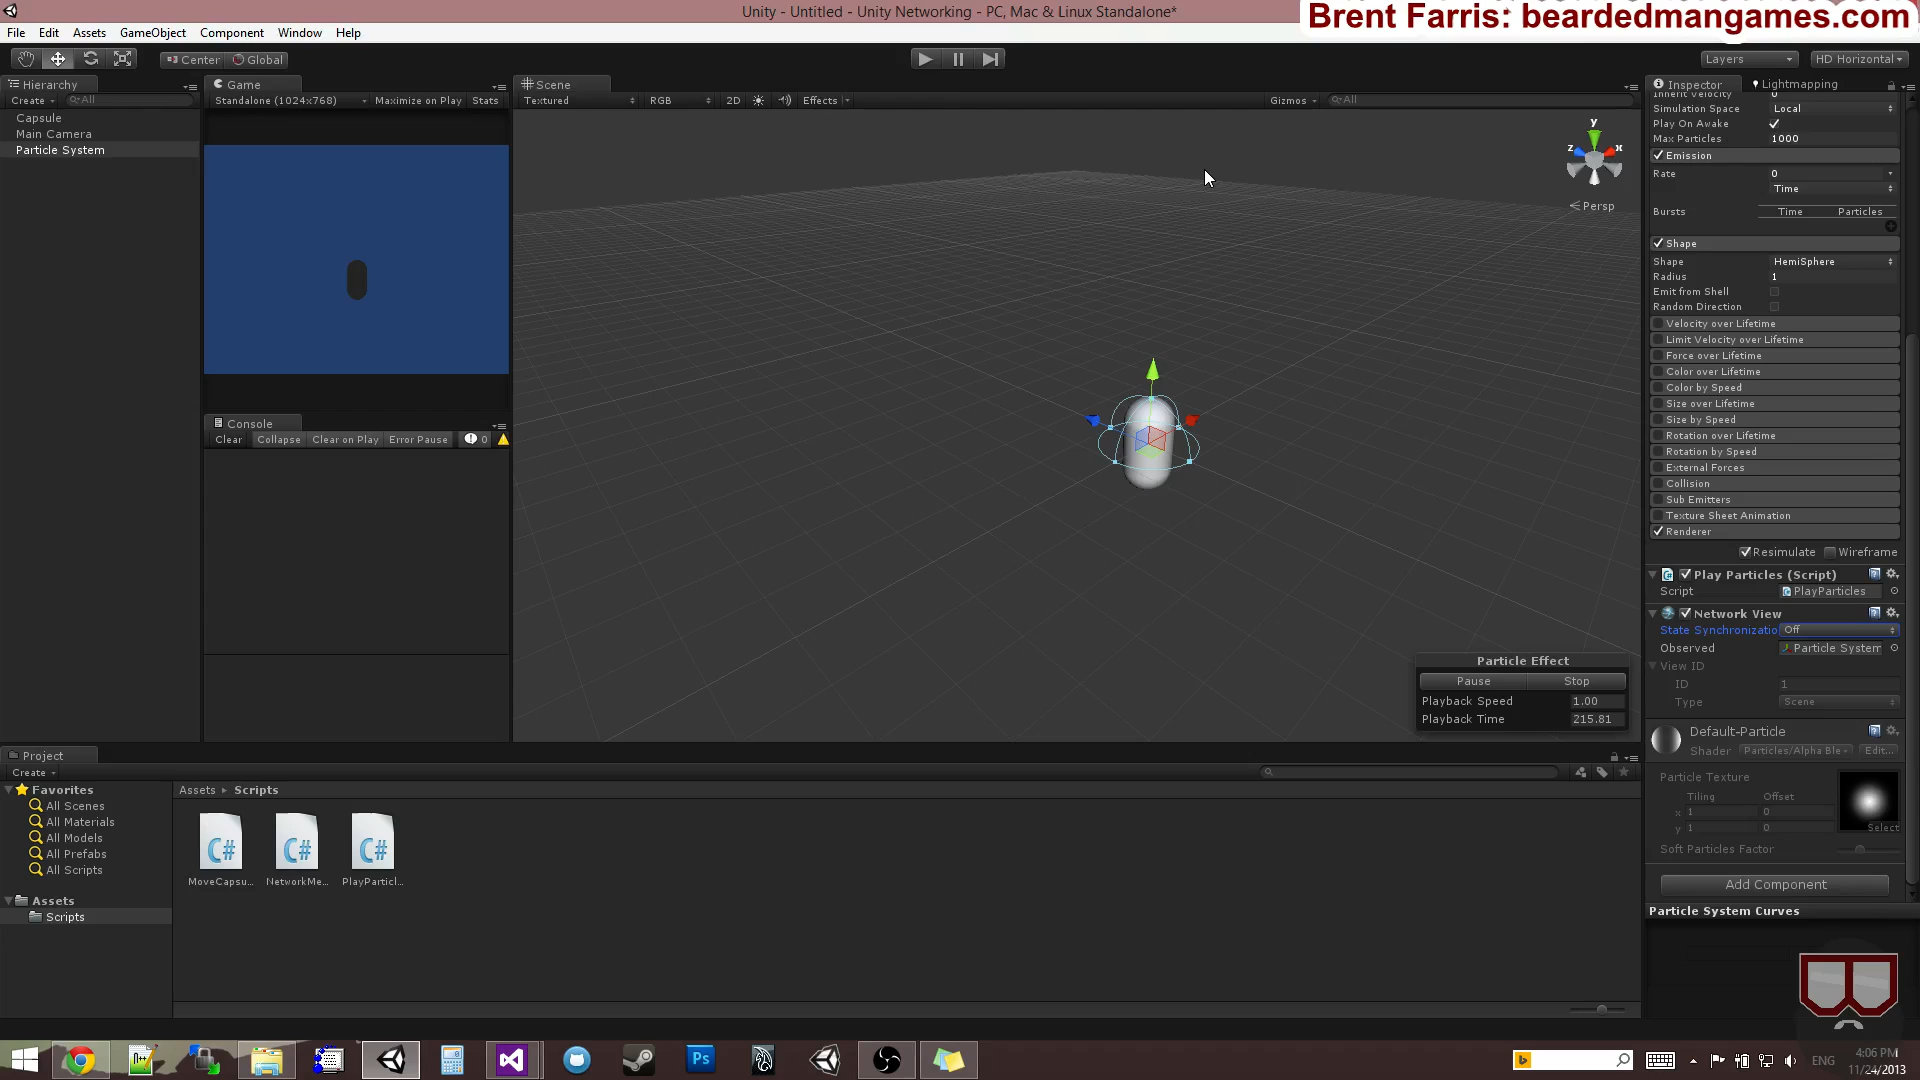 Unity - Untitled - Unity Networking - PC, Mac & Linux Standalone*
Brent Farris: beardedmangames.com
File Edit Assets GameObject Component Window Help
Center Global
Layers HD Horizontal
Hierarchy
Create All
Capsule
Main Camera
Particle System
Game
Standalone (1024x768) Maximize on Play Stats
Console
Clear Collapse Clear on Play Error Pause 0
Scene
Textured RGB 2D Effects Gizmos All
y
z x
Persp
Particle Effect
Pause Stop
Playback Speed 1.00
Playback Time 215.81
Inspector Lightmapping
Inherit Velocity 0
Simulation Space Local
Play On Awake
Max Particles 1000
Emission
Rate 0
Time
Bursts Time Particles
Shape
Shape HemiSphere
Radius 1
Emit from Shell
Random Direction
Velocity over Lifetime
Limit Velocity over Lifetime
Force over Lifetime
Color over Lifetime
Color by Speed
Size over Lifetime
Size by Speed
Rotation over Lifetime
Rotation by Speed
External Forces
Collision
Sub Emitters
Texture Sheet Animation
Renderer
Resimulate Wireframe
Play Particles (Script)
Script PlayParticles
Network View
State Synchronizatio Off
Observed Particle System
View ID
ID 1
Type Scene
Default-Particle
Shader Particles/Alpha Ble Edit...
Particle Texture
Tiling Offset
x 1 0
y 1 0
Select
Soft Particles Factor
Add Component
Particle System Curves
Project
Create
Favorites
All Scenes
All Materials
All Models
All Prefabs
All Scripts
Assets
Scripts
Assets Scripts
C# C# C#
MoveCapsu... NetworkMe... PlayParticl...
Ps
ENG
4:06 PM
11/24/2013